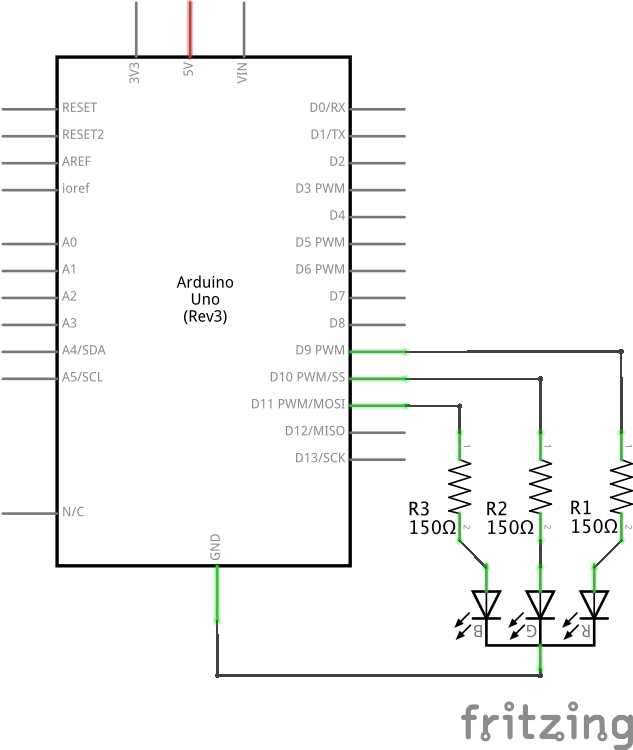 3V3
5V
VIN
RESET
RESET2
AREF
ioref
A0
A1
A2
A3
A4/SDA
A5/SCL
N/C
Arduino
Uno
(Rev3)
D0/RX
D1/TX
D2
D3 PWM
D4
D5 PWM
D6 PWM
D7
D8
D9 PWM
D10 PWM/SS
D11 PWM/MOSI
D12/MISO
D13/SCK
GND
1
1
1
R3
150Ω
R2
150Ω
R1
150Ω
2
2
2
B
G
R
fritzing